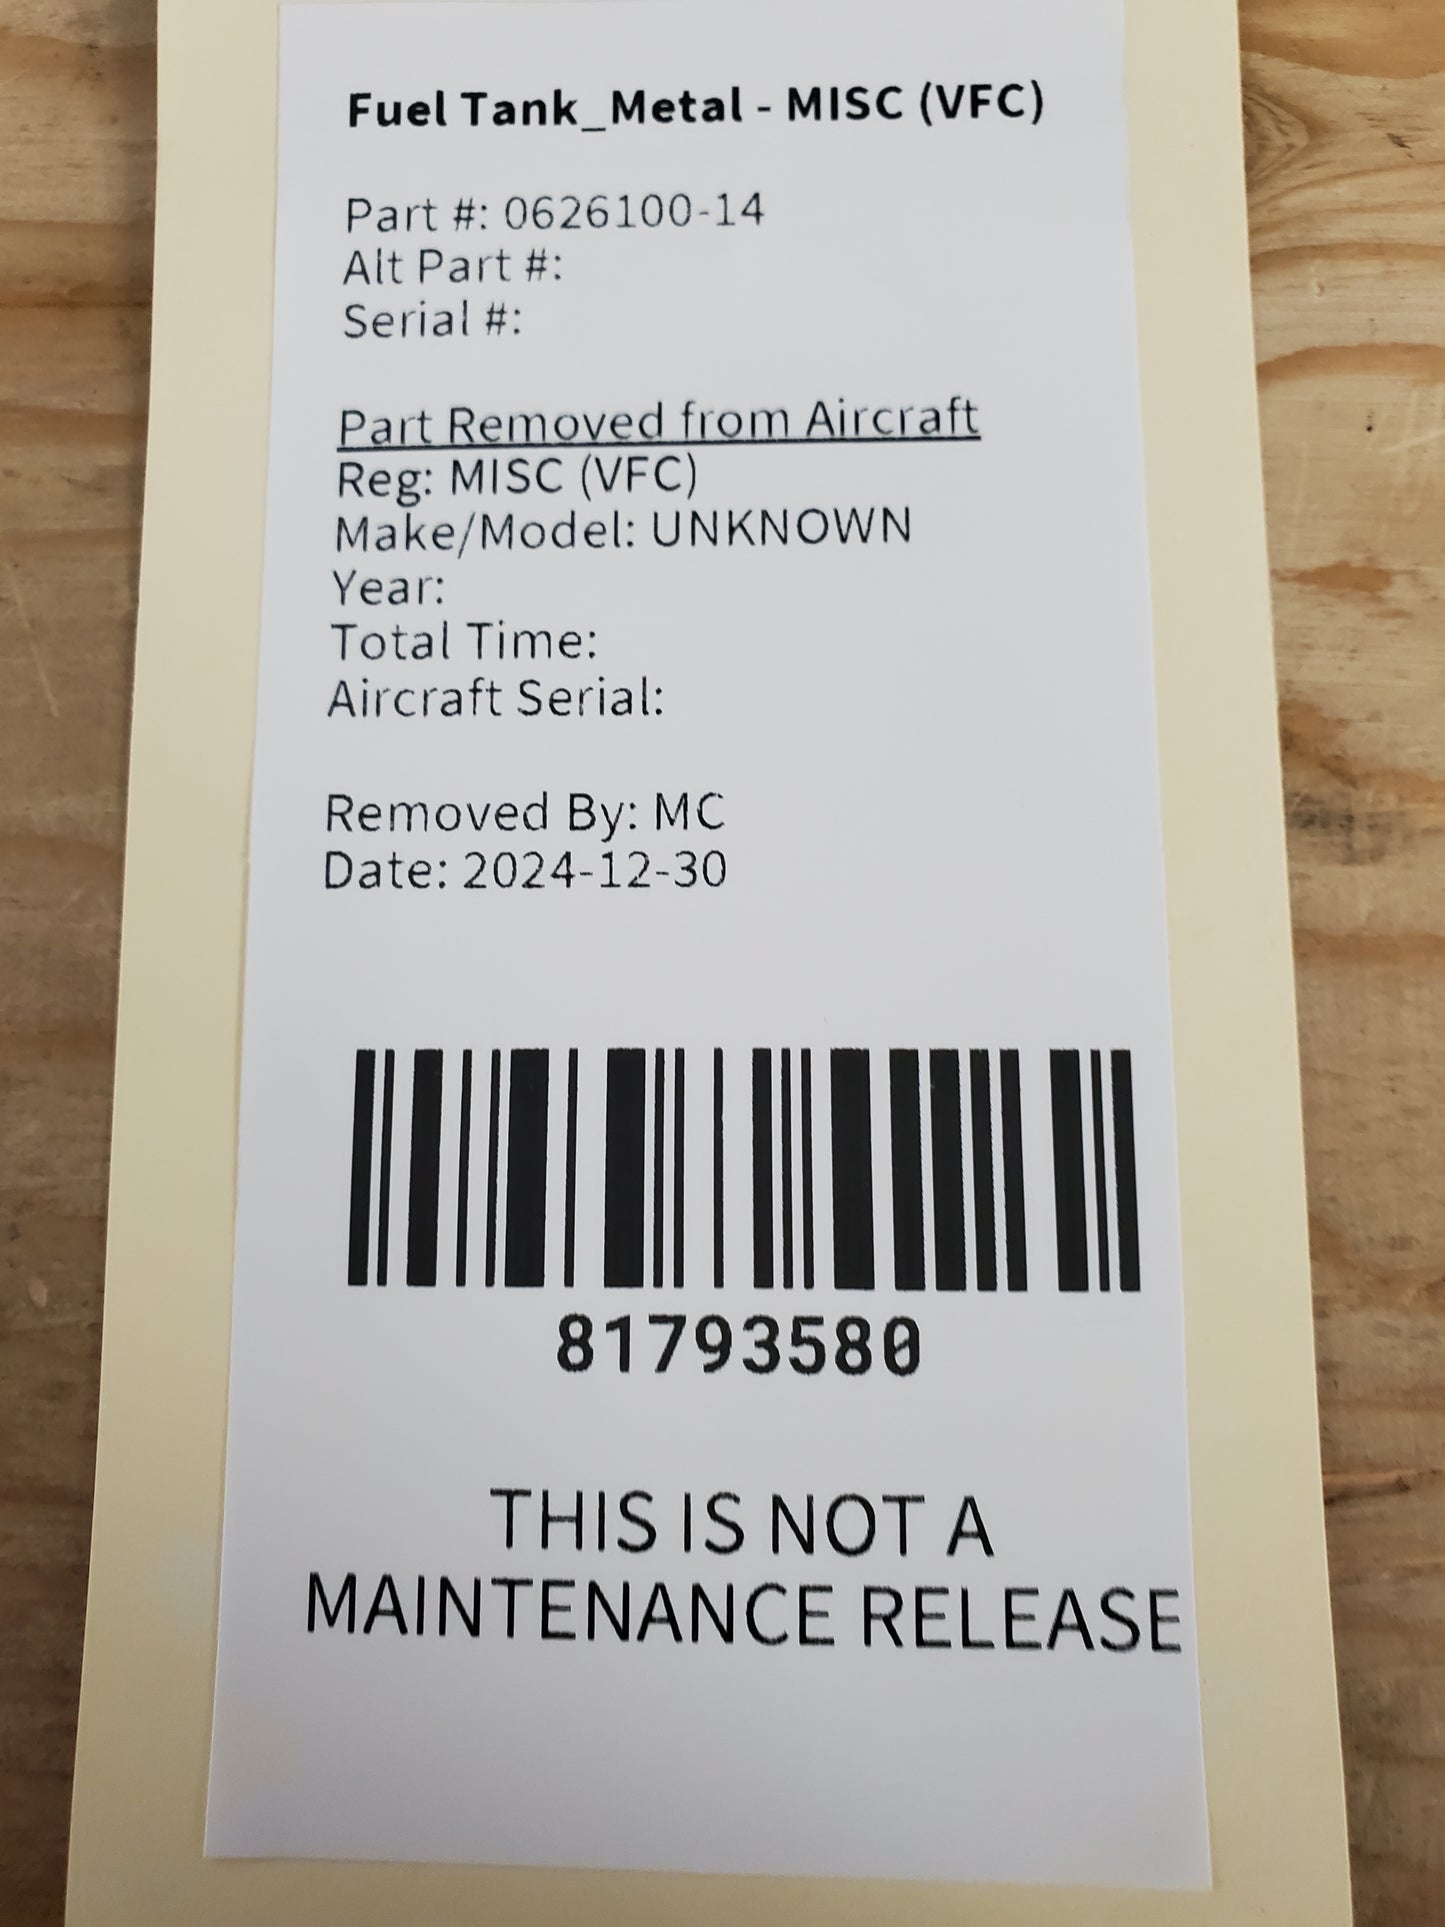 Fuel Tank_Metal - MISC (VFC)
Part #: 0626100-14
Alt Part #:
Serial #:
Part Removed from Aircraft
Reg: MISC (VFC)
Make/Model: UNKNOWN
Year:
Total Time:
Aircraft Serial:
Removed By: MC
Date: 2024-12-30
81793580
THIS IS NOT A
MAINTENANCE RELEASE